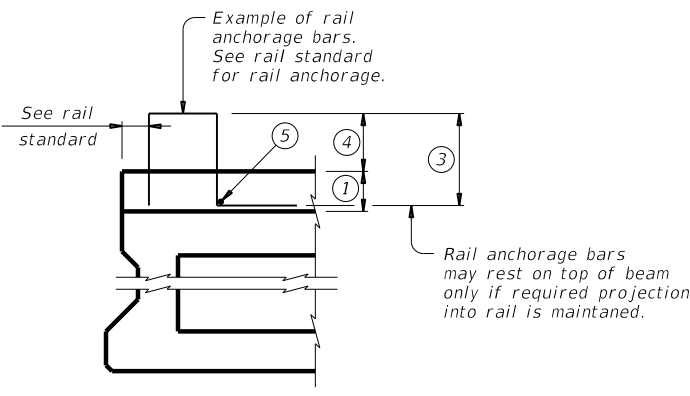 Example of rail
anchorage bars.
See rail standard
for rail anchorage.
See rail
standard
5
4
3
1
Rail anchorage bars
may rest on top of beam
only if required projection
into rail is maintaned.